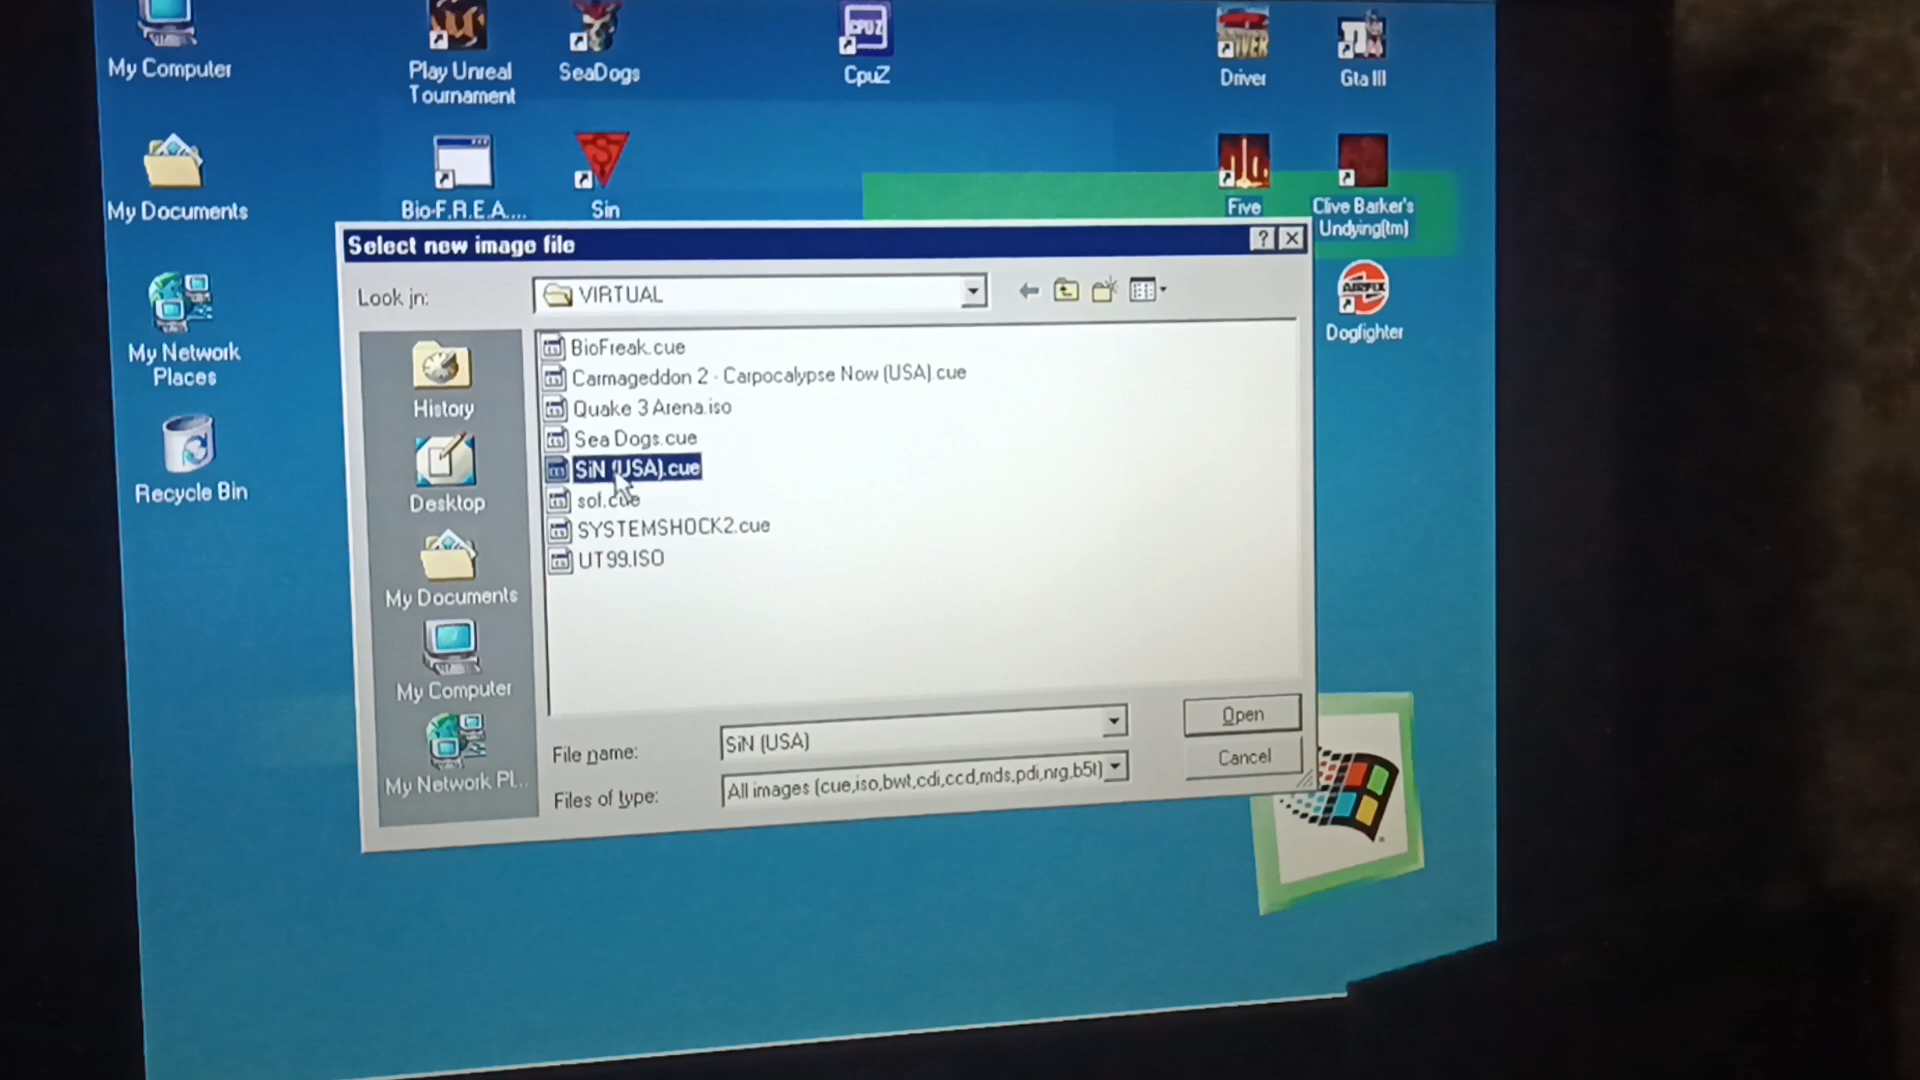 My Computer
Play Unreal
Tournament
SeaDogs
CPUZ
CpuZ
Driver
Gta III
My Documents
Bio-F.R.E.A....
Sin
Five
Clive Barker's
Undying(tm)
My Network
Places
Recycle Bin
AIRFIX
Dogfighter
Select new image file
Look in:
VIRTUAL
History
Desktop
My Documents
My Computer
My Network Pl...
BioFreak.cue
Carmageddon 2 - Carpocalypse Now (USA).cue
Quake 3 Arena.iso
Sea Dogs.cue
SiN (USA).cue
sof.cue
SYSTEMSHOCK2.cue
UT99.ISO
File name:
SiN (USA)
Open
Files of type:
All images (cue,iso,bwt,cdi,ccd,mds,pdi,nrg,b5t)
Cancel